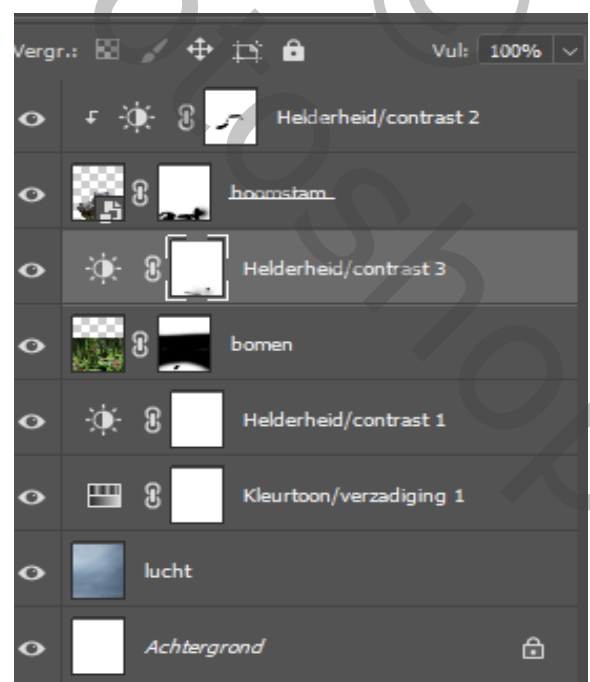 Vergr.:
Vul: 100%
Helderheid/contrast 2
boomstam
Helderheid/contrast 3
bomen
Helderheid/contrast 1
Kleurtoon/verzadiging 1
lucht
Achtergrond